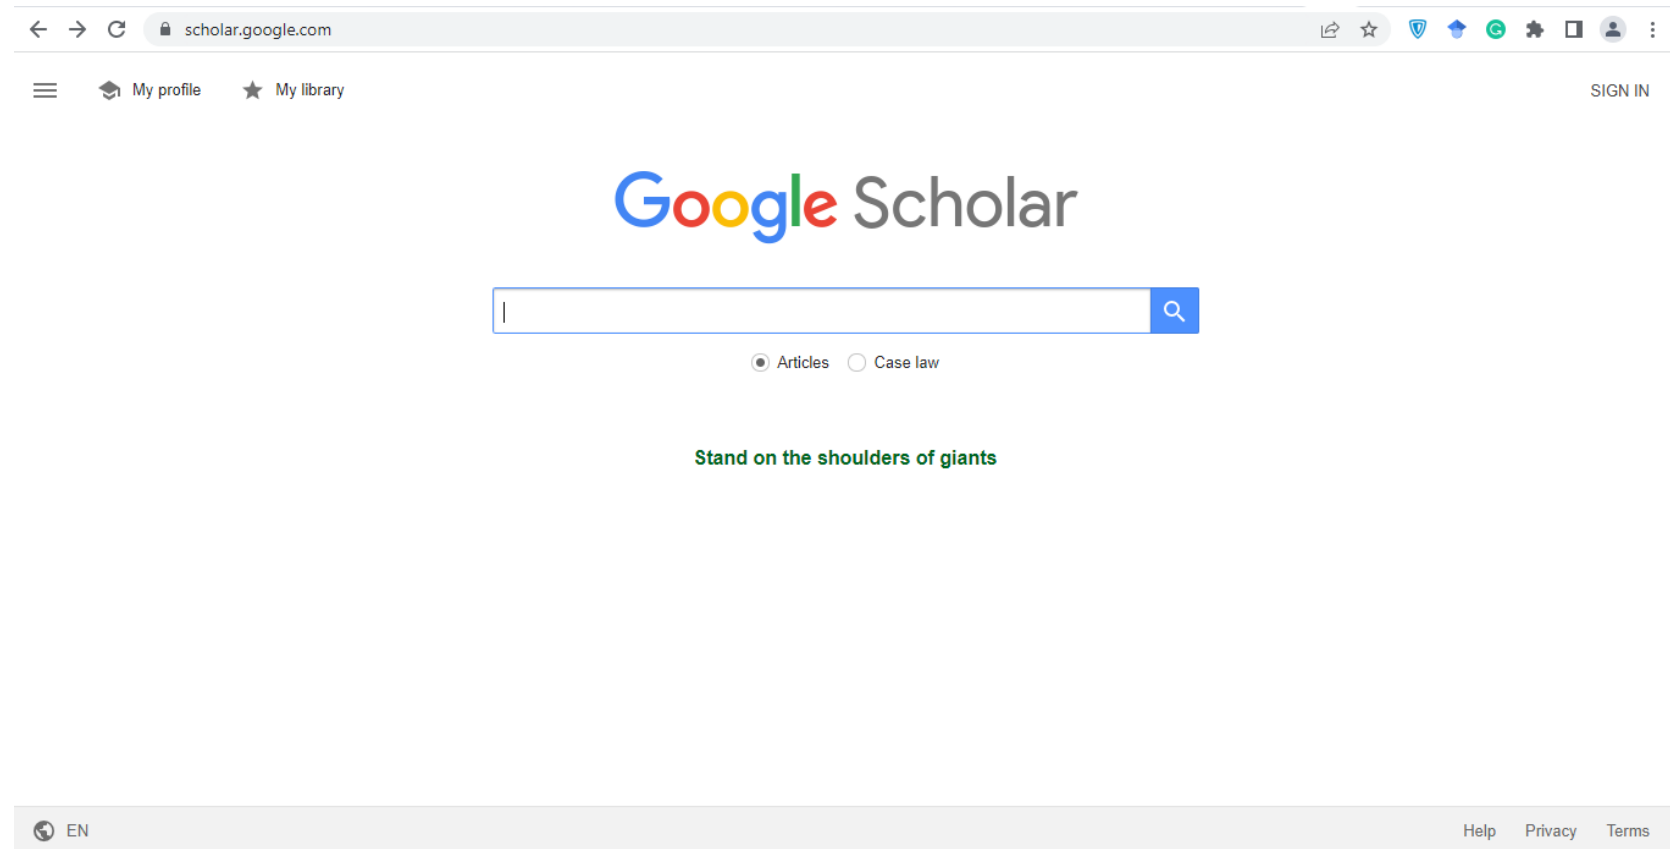 scholar.google.com
My profile My library SIGN IN
Google Scholar
Articles Case law
Stand on the shoulders of giants
EN Help Privacy Terms